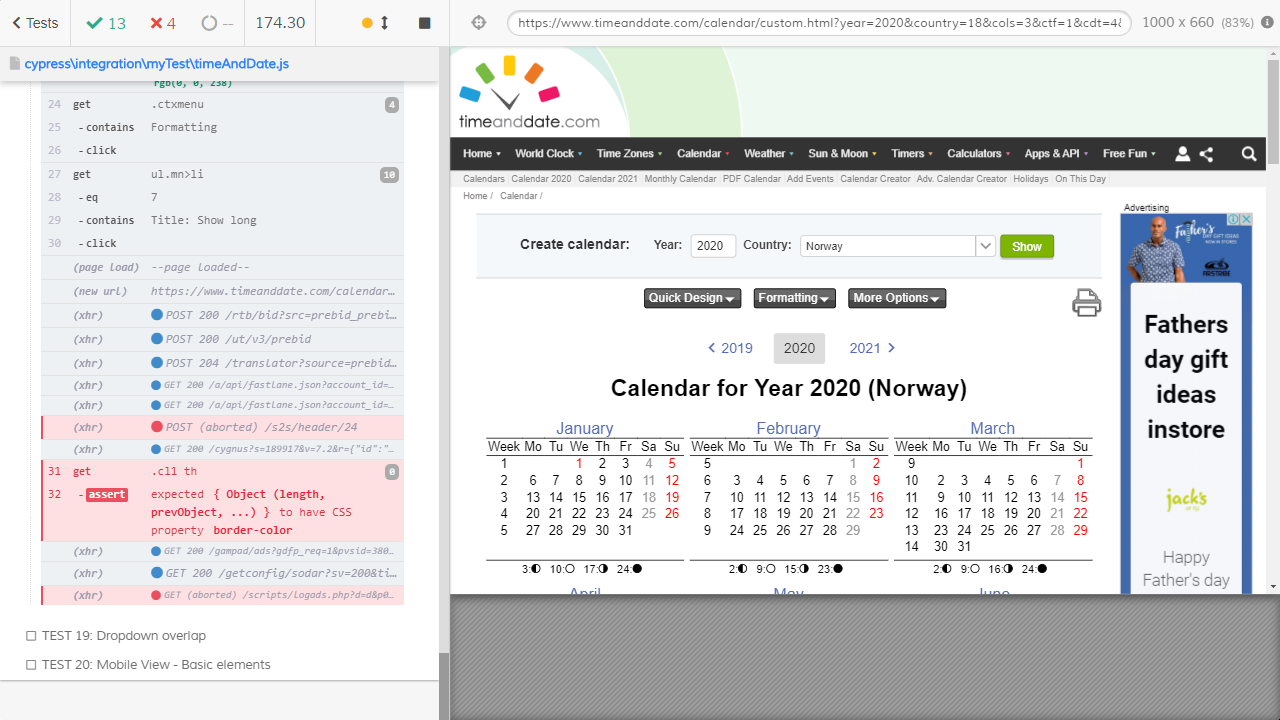 Tests 13 4 -- 174.30
cypress\integration\myTest\timeAndDate.js
rgb(0, 0, 238)
24 get .ctxmenu 4
25 -contains Formatting
26 -click
27 get ul.mn>li 10
28 -eq 7
29 -contains Title: Show long
30 -click
(page load) --page loaded--
(new url) https://www.timeanddate.com/calendar...
(xhr) POST 200 /rtb/bid?src=prebid_prebi...
(xhr) POST 200 /ut/v3/prebid
(xhr) POST 204 /translator?source=prebid...
(xhr) GET 200 /a/api/fastlane.json?account_id=...
(xhr) GET 200 /a/api/fastlane.json?account_id=...
(xhr) POST (aborted) /s2s/header/24
(xhr) GET 200 /cygnus?s=189917&v=7.2&r={"id":"...
31 get .cl1 th 0
32 -assert expected { Object (length,
prevObject, ...) } to have CSS
property border-color
(xhr) GET 200 /gampad/ads?gdfp_req=1&pvsid=380...
(xhr) GET 200 /getconfig/sodar?sv=200&ti...
(xhr) GET (aborted) /scripts/logads.php?d=d&p0...
TEST 19: Dropdown overlap
TEST 20: Mobile View - Basic elements
https://www.timeanddate.com/calendar/custom.html?year=2020&country=18&cols=3&ctf=1&cdt=4& 1000 x 660 (83%)
timeanddate.com
Home World Clock Time Zones Calendar Weather Sun & Moon Timers Calculators Apps & API Free Fun
Calendars Calendar 2020 Calendar 2021 Monthly Calendar PDF Calendar Add Events Calendar Creator Adv. Calendar Creator Holidays On This Day
Home / Calendar /
Create calendar: Year: 2020 Country: Norway Show
Quick Design Formatting More Options
2019 2020 2021
Calendar for Year 2020 (Norway)
January February March
Week Mo Tu We Th Fr Sa Su Week Mo Tu We Th Fr Sa Su Week Mo Tu We Th Fr Sa Su
1 1 2 3 4 5 5 1 2 9 1
2 6 7 8 9 10 11 12 6 3 4 5 6 7 8 9 10 2 3 4 5 6 7 8
3 13 14 15 16 17 18 19 7 10 11 12 13 14 15 16 11 9 10 11 12 13 14 15
4 20 21 22 23 24 25 26 8 17 18 19 20 21 22 23 12 16 17 18 19 20 21 22
5 27 28 29 30 31 9 24 25 26 27 28 29 13 23 24 25 26 27 28 29
14 30 31
3: 10: 17: 24: 2: 9: 15: 23: 2: 9: 16: 24:
April May June
Advertising
Father's
DAY GIFT IDEAS
NOW IN STORES
Fathers
day gift
ideas
instore
jack's
Happy
Father's day